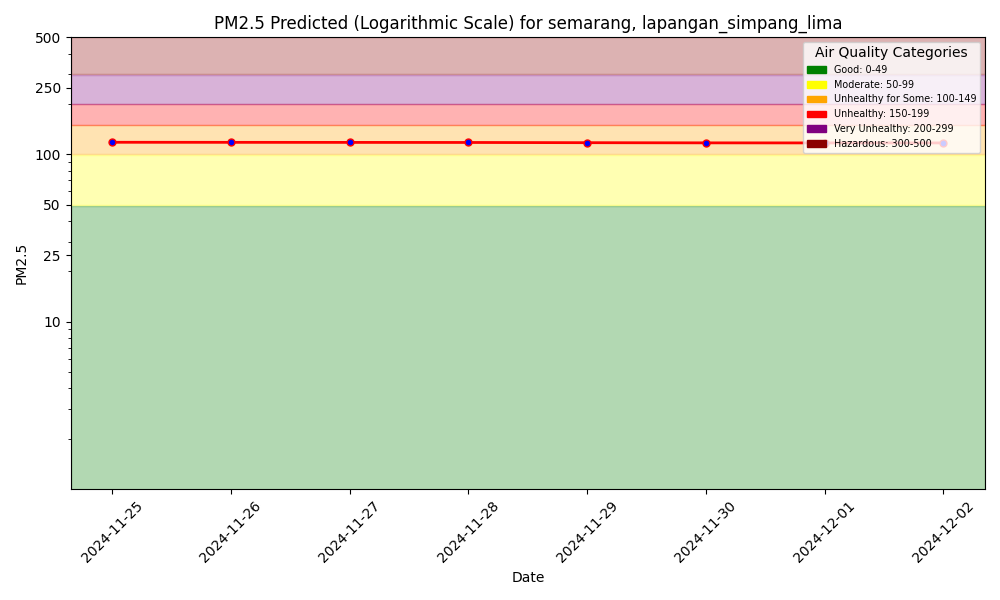 PM2.5 Predicted (Logarithmic Scale) for semarang, lapangan_simpang_lima
Air Quality Categories
Good: 0-49
Moderate: 50-99
Unhealthy for Some: 100-149
Unhealthy: 150-199
Very Unhealthy: 200-299
Hazardous: 300-500
500
250
100
50
25
10
PM2.5
2024-11-25
2024-11-26
2024-11-27
2024-11-28
2024-11-29
2024-11-30
2024-12-01
2024-12-02
Date